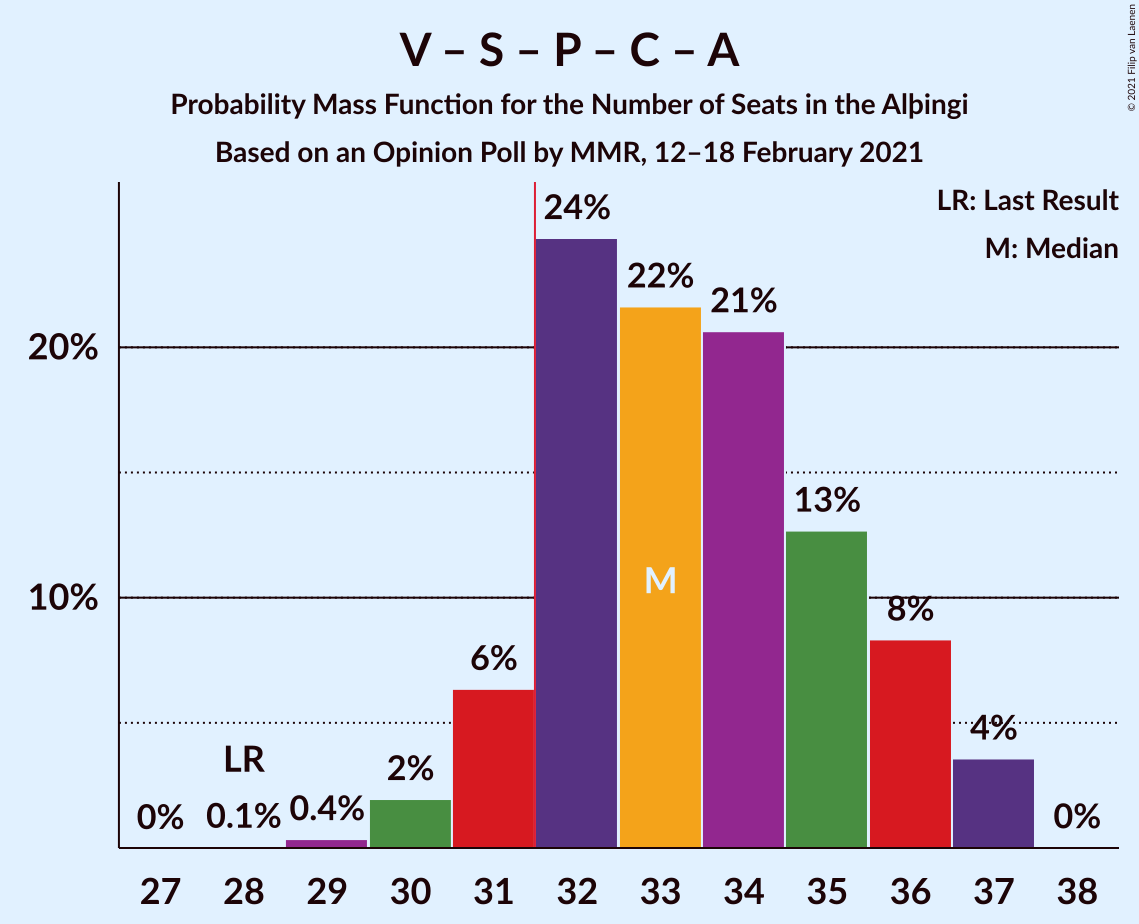 V – S – P – C – A
Probability Mass Function for the Number of Seats in the Alþingi
Based on an Opinion Poll by MMR, 12–18 February 2021
© 2021 Filip van Laenen
LR: Last Result
M: Median
24%
22%
21%
20%
13%
M
10%
8%
6%
4%
LR
2%
0% 0.1% 0.4% 0%
27 28 29 30 31 32 33 34 35 36 37 38